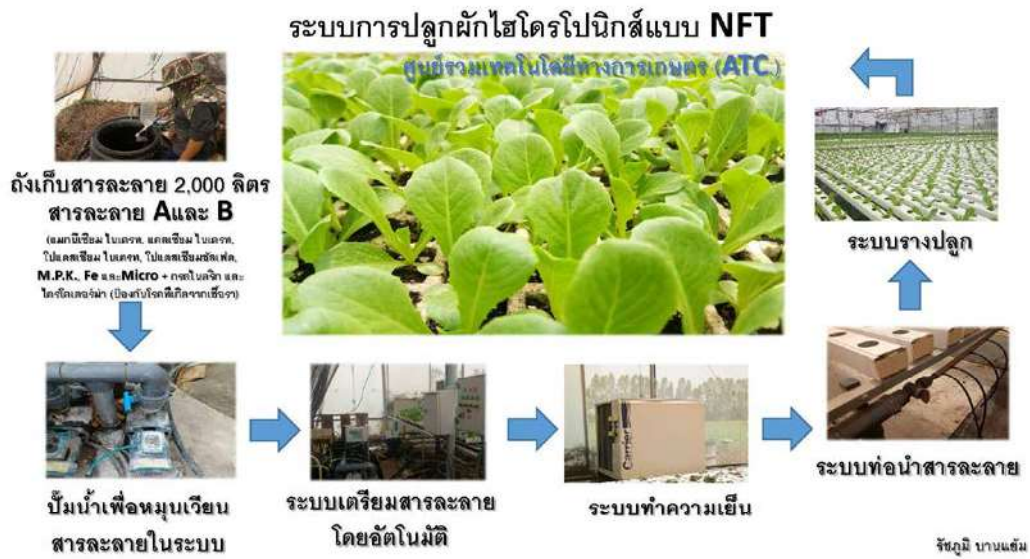 ระบบการปลูกผักไฮโดรโปนิกส์แบบ NFT
ศูนย์รวมเทคโนโลยีทางการเกษตร (ATC.)
ถังเก็บสารละลาย 2,000 ลิตร
สารละลาย Aและ B
(แมกนีเซียม ไนเตรท, แคลเซียม ไนเตรท,
โปแตสเซียม ไนเตรท, โปแตสเซียมซัลเฟต,
M.P.K., Fe และMicro + กรดไนตริก และ
ไตรโคเดอร์ม่า (ป้องกันโรคที่เกิดจากเชื้อรา)
ปั๊มน้ำเพื่อหมุนเวียน
สารละลายในระบบ
ระบบเตรียมสารละลาย
โดยอัตโนมัติ
Carrier
ระบบทำความเย็น
ระบบท่อนำสารละลาย
ระบบรางปลูก
รัชภูมิ บานแย้ม